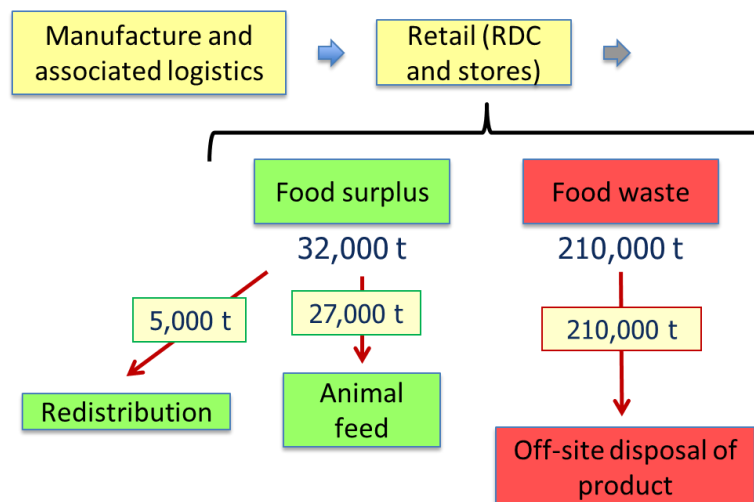 Manufacture and
associated logistics
Retail (RDC
and stores)
Food surplus
Food waste
32,000 t
210,000 t
5,000 t
27,000 t
210,000 t
Redistribution
Animal
feed
Off-site disposal of
product